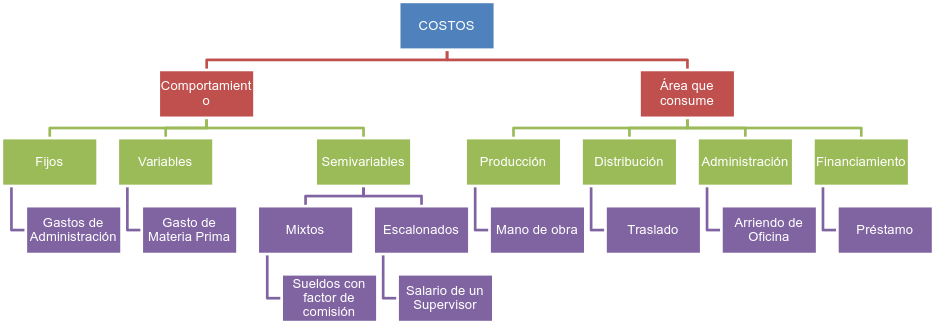 COSTOS
Comportamient
o
Área que
consume
Fijos
Variables
Semivariables
Producción
Distribución
Administración
Financiamiento
Gastos de
Administración
Gasto de
Materia Prima
Mixtos
Escalonados
Mano de obra
Traslado
Arriendo de
Oficina
Préstamo
Sueldos con
factor de
comisión
Salario de un
Supervisor